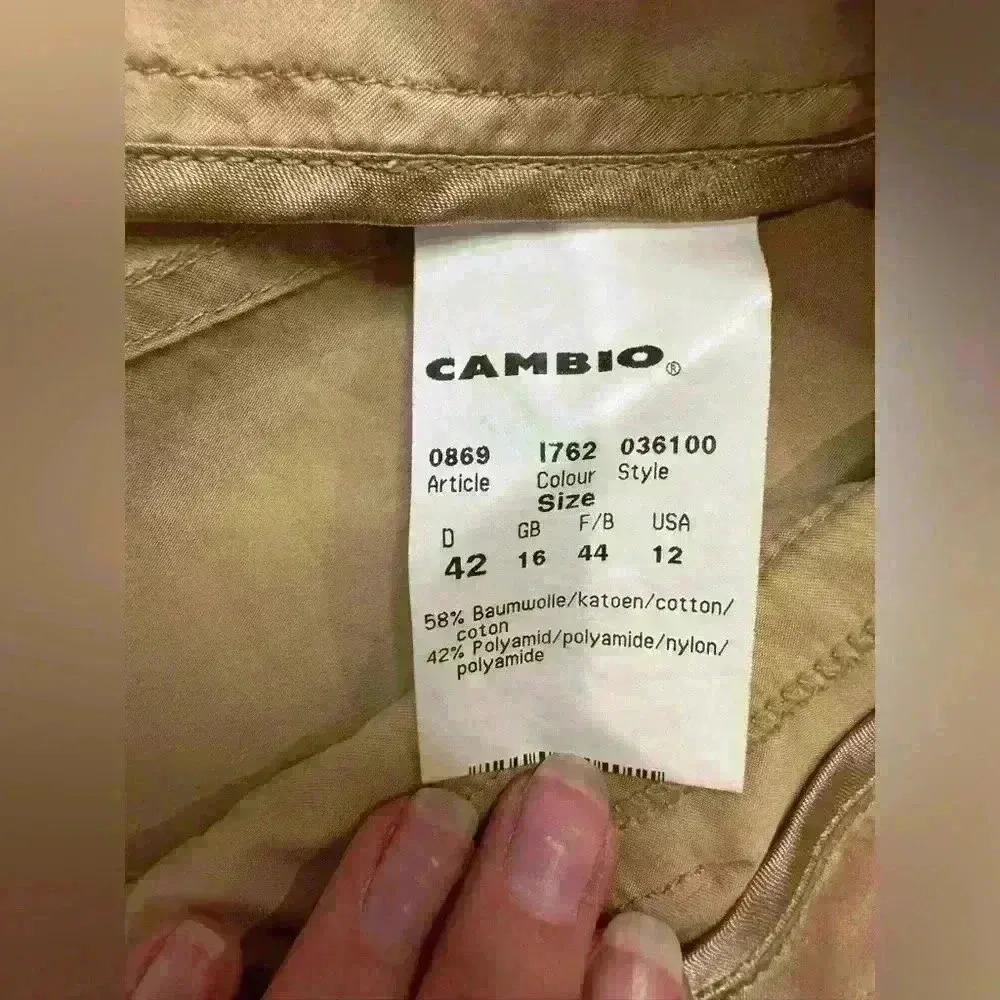 CAMBIO®
0869 1762 036100
Article Colour Style
Size
D GB F/B USA
42 16 44 12
58% Baumwolle/katoen/cotton/
coton
42% Polyamid/polyamide/nylon/
polyamide